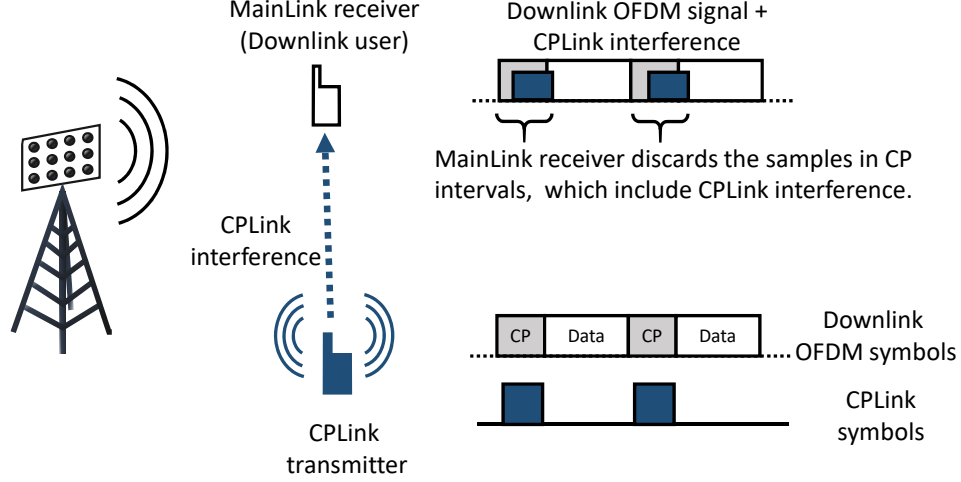 MainLink receiver
(Downlink user)
Downlink OFDM signal +
CPLink interference
MainLink receiver discards the samples in CP
intervals, which include CPLink interference.
CPLink
interference
CP Data CP Data
Downlink
OFDM symbols
CPLink
symbols
CPLink
transmitter